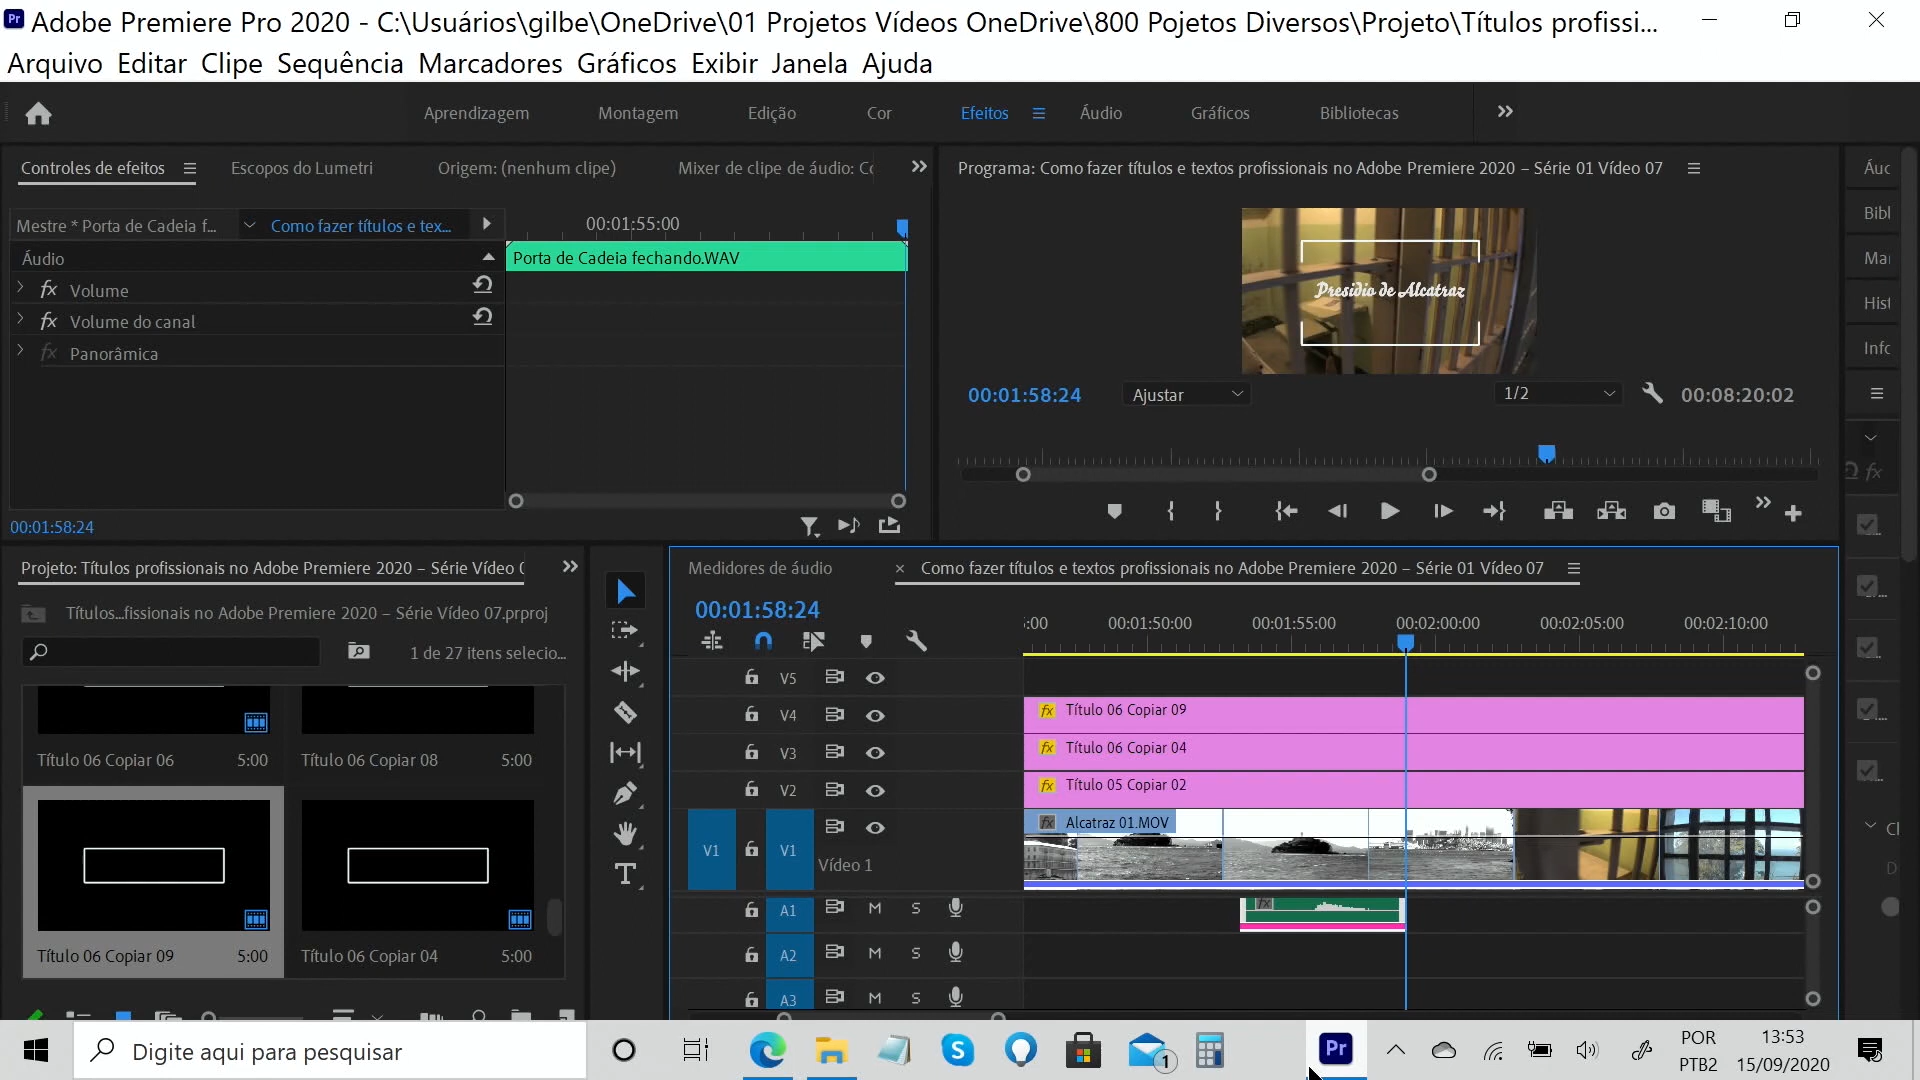 Adobe Premiere Pro 2020 - C:\Usuários\gilbe\OneDrive\01 Projetos Vídeos OneDrive\800 Pojetos Diversos\Projeto\Títulos profissi...
Arquivo Editar Clipe Sequência Marcadores Gráficos Exibir Janela Ajuda
Aprendizagem Montagem Edição Cor Efeitos Áudio Gráficos Bibliotecas
Controles de efeitos Escopos do Lumetri Origem: (nenhum clipe) Mixer de clipe de áudio: Co
Mestre * Porta de Cadeia f... Como fazer títulos e tex... 00:01:55:00
Áudio Porta de Cadeia fechando.WAV
fx Volume
fx Volume do canal
fx Panorâmica
00:01:58:24
Programa: Como fazer títulos e textos profissionais no Adobe Premiere 2020 – Série 01 Vídeo 07
Presidio de Alcatraz
00:01:58:24 Ajustar 1/2 00:08:20:02
Bibl
Hist
Infc
fx
Projeto: Títulos profissionais no Adobe Premiere 2020 – Série Vídeo 0
Títulos...fissionais no Adobe Premiere 2020 – Série Vídeo 07.prproj
1 de 27 itens selecio...
Título 06 Copiar 06 5:00 Título 06 Copiar 08 5:00
Título 06 Copiar 09 5:00 Título 06 Copiar 04 5:00
Medidores de áudio × Como fazer títulos e textos profissionais no Adobe Premiere 2020 – Série 01 Vídeo 07
00:01:58:24
:00 00:01:50:00 00:01:55:00 00:02:00:00 00:02:05:00 00:02:10:00
V5
V4 fx Título 06 Copiar 09
V3 fx Título 06 Copiar 04
V2 fx Título 05 Copiar 02
V1 V1 Vídeo 1 fx Alcatraz 01.MOV
A1 M S fx
A2 M S
A3 M S
Digite aqui para pesquisar
S 1 Pr
POR
PTB2
13:53
15/09/2020